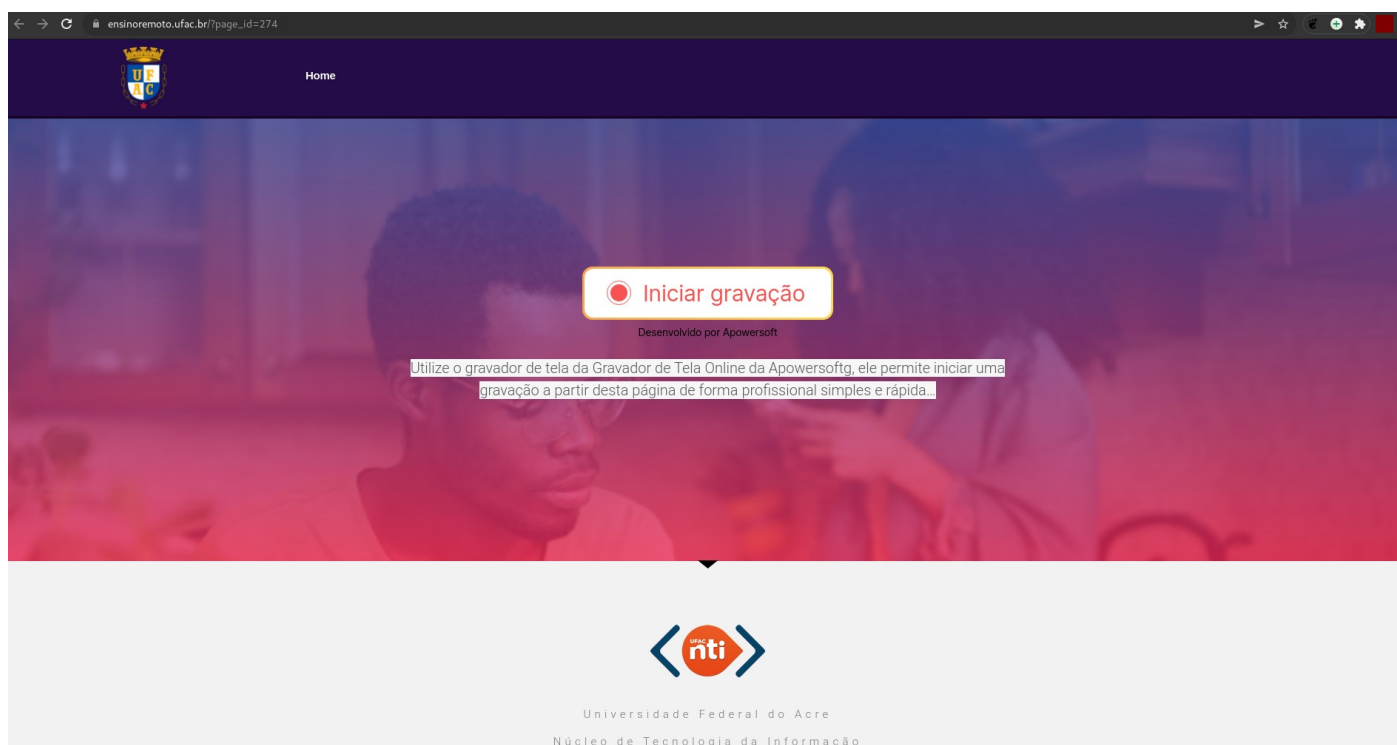 ensinoremoto.ufac.br/?page_id=274
U F
A C
Home
Iniciar gravação
Desenvolvido por Apowersoft
Utilize o gravador de tela da Gravador de Tela Online da Apowersoftg, ele permite iniciar uma
gravação a partir desta página de forma profissional simples e rápida...
UFAC
nti
Universidade Federal do Acre
Núcleo de Tecnologia da Informação